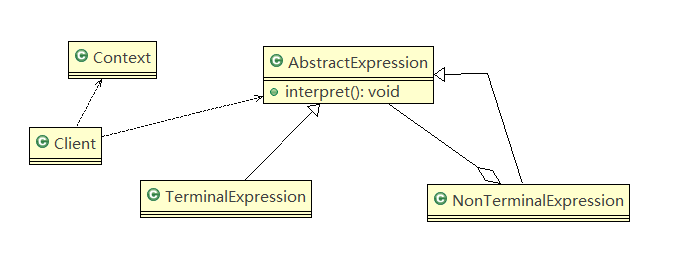 Context
AbstractExpression
interpret(): void
Client
TerminalExpression
NonTerminalExpression